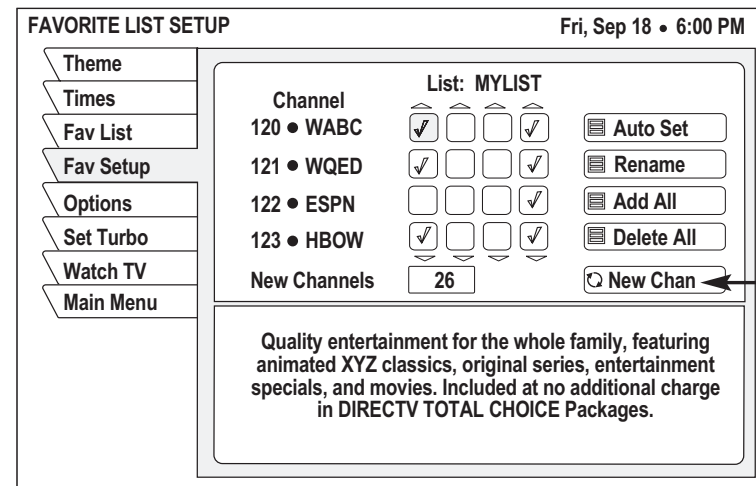 FAVORITE LIST SETUP Fri, Sep 18 • 6:00 PM
Theme
Times
Fav List
Fav Setup
Options
Set Turbo
Watch TV
Main Menu
List: MYLIST
Channel
120 • WABC
121 • WQED
122 • ESPN
123 • HBOW
New Channels 26
Auto Set
Rename
Add All
Delete All
New Chan
Quality entertainment for the whole family, featuring
animated XYZ classics, original series, entertainment
specials, and movies. Included at no additional charge
in DIRECTV TOTAL CHOICE Packages.